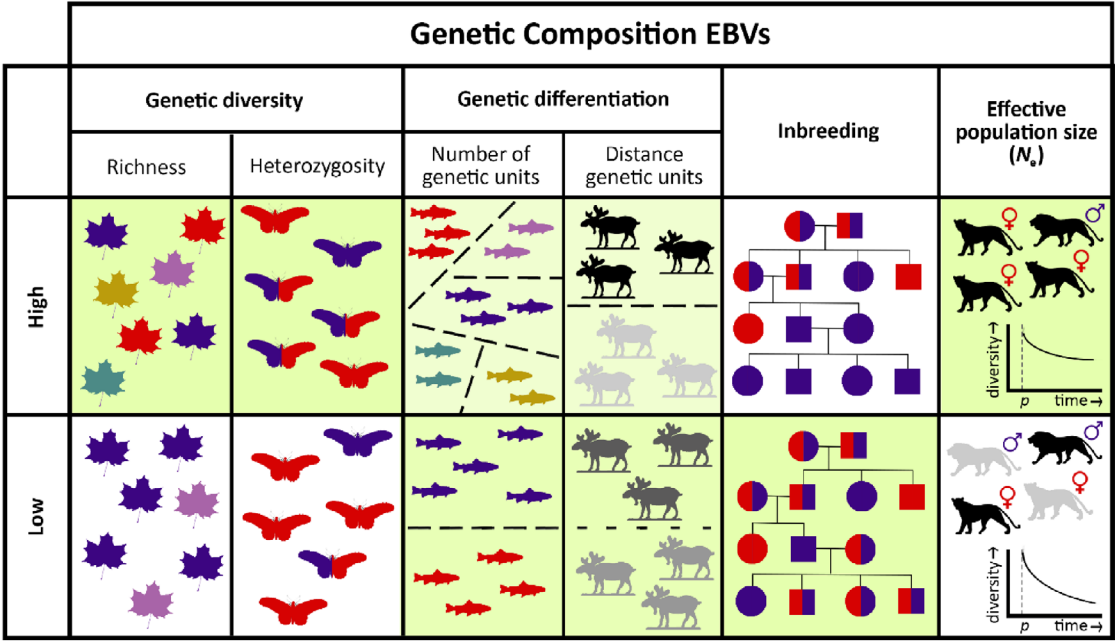 Genetic Composition EBVs
Genetic diversity
Genetic differentiation
Inbreeding
Effective
population size
(Ne)
Richness
Heterozygosity
Number of
genetic units
Distance
genetic units
High
♀
♂
♀
♀
diversity→
p
time→
Low
♂
♂
♀
♀
diversity→
p
time→